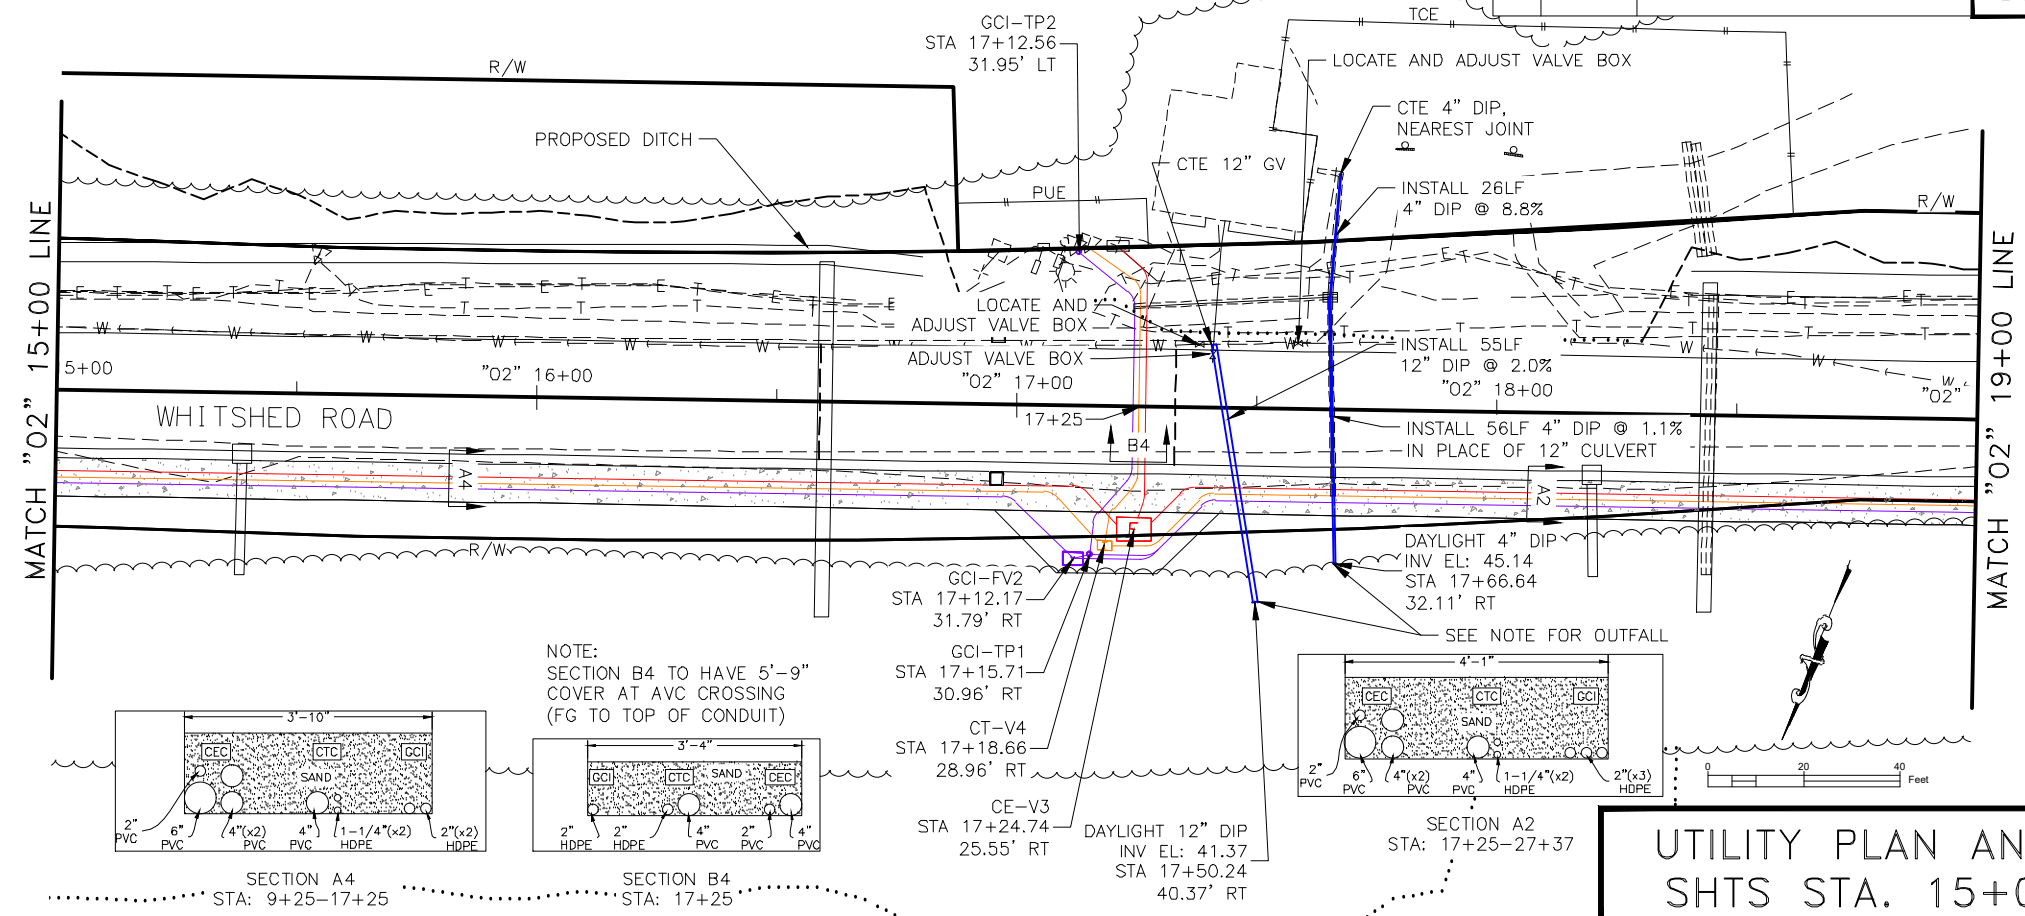 GCI-TP2
STA 17+12.56
31.95' LT
TCE
LOCATE AND ADJUST VALVE BOX
R/W
CTE 4" DIP,
NEAREST JOINT
PROPOSED DITCH
CTE 12" GV
PUE
INSTALL 26LF
4" DIP @ 8.8%
R/W
MATCH "02" 15+00 LINE
MATCH "02" 19+00 LINE
E T T E E T E T E
T T T
E T T E
T E T E T
T T T T
LOCATE AND
ADJUST VALVE BOX
ADJUST VALVE BOX
W W W W W W W W W W W W W
INSTALL 55LF
12" DIP @ 2.0%
5+00
"02" 16+00
"02" 17+00
"02" 18+00
"02"
WHITSHED ROAD
17+25
B4
INSTALL 56LF 4" DIP @ 1.1%
IN PLACE OF 12" CULVERT
A4
A2
E
R/W
DAYLIGHT 4" DIP
INV EL: 45.14
STA 17+66.64
32.11' RT
GCI-FV2
STA 17+12.17
31.79' RT
SEE NOTE FOR OUTFALL
NOTE:
SECTION B4 TO HAVE 5'-9"
COVER AT AVC CROSSING
(FG TO TOP OF CONDUIT)
GCI-TP1
STA 17+15.71
30.96' RT
CT-V4
STA 17+18.66
28.96' RT
CE-V3
STA 17+24.74
25.55' RT
DAYLIGHT 12" DIP
INV EL: 41.37
STA 17+50.24
40.37' RT
3'-10"
CEC
CTC
GCI
SAND
2"
PVC
6"
PVC
4"(x2)
PVC
4"
PVC
1-1/4"(x2)
HDPE
2"(x2)
HDPE
SECTION A4
STA: 9+25-17+25
3'-4"
GCI
CTC
SAND
CEC
2"
HDPE
2"
HDPE
4"
PVC
2"
PVC
4"
PVC
SECTION B4
STA: 17+25
4'-1"
CEC
CTC
GCI
SAND
2"
PVC
6"
PVC
4"(x2)
PVC
4"
PVC
1-1/4"(x2)
HDPE
2"(x3)
HDPE
SECTION A2
STA: 17+25-27+37
0 20 40
Feet
UTILITY PLAN AN
SHTS STA. 15+0